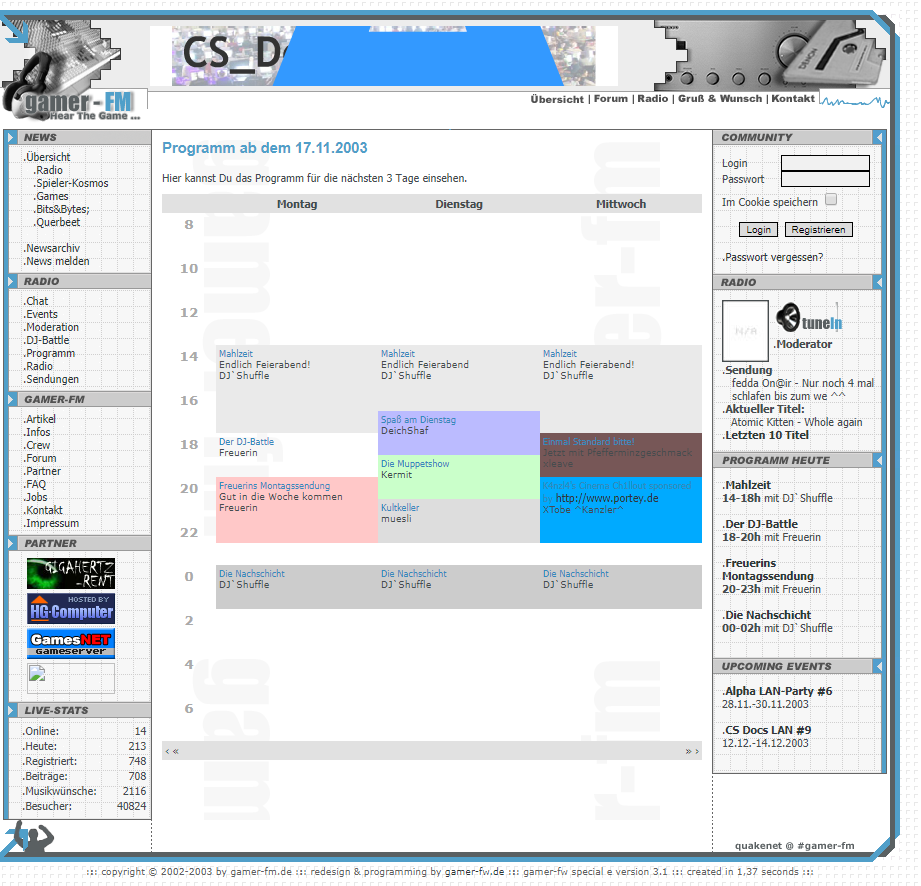 CS_D
gamer-FM
Hear The Game ...
Übersicht | Forum | Radio | Gruß & Wunsch | Kontakt
DENON
NEWS
.Übersicht
.Radio
.Spieler-Kosmos
.Games
.Bits&Bytes;
.Querbeet
.Newsarchiv
.News melden
RADIO
.Chat
.Events
.Moderation
.DJ-Battle
.Programm
.Radio
.Sendungen
GAMER-FM
.Artikel
.Infos
.Crew
.Forum
.Partner
.FAQ
.Jobs
.Kontakt
.Impressum
PARTNER
GIGAHERTZ
-RENT
HOSTED BY
HG-Computer
GamesNET
gameserver
LIVE-STATS
.Online: 14
.Heute: 213
.Registriert: 748
.Beiträge: 708
.Musikwünsche: 2116
.Besucher: 40824
Programm ab dem 17.11.2003
Hier kannst Du das Programm für die nächsten 3 Tage einsehen.
Montag Dienstag Mittwoch
8
10
12
14
16
18
20
22
0
2
4
6
Mahlzeit
Endlich Feierabend!
DJ`Shuffle
Der DJ-Battle
Freuerin
Freuerins Montagssendung
Gut in die Woche kommen
Freuerin
Die Nachschicht
DJ`Shuffle
Mahlzeit
Endlich Feierabend
DJ`Shuffle
Spaß am Dienstag
DeichShaf
Die Muppetshow
Kermit
Kultkeller
muesli
Die Nachschicht
DJ`Shuffle
Mahlzeit
Endlich Feierabend!
DJ`Shuffle
Einmal Standard bitte!
Jetzt mit Pfefferminzgeschmack
sleave
Chillout sponsored
by http://www.portey.de
XTobe ^Kanzler^
Die Nachschicht
DJ`Shuffle
‹ « » ›
gamer-fm
COMMUNITY
Login
Passwort
Im Cookie speichern
Login Registrieren
.Passwort vergessen?
RADIO
N/A
tuneIn
.Moderator
.Sendung
fedda On@ir - Nur noch 4 mal
schlafen bis zum we ^^
.Aktueller Titel:
Atomic Kitten - Whole again
.Letzten 10 Titel
PROGRAMM HEUTE
.Mahlzeit
14-18h mit DJ`Shuffle
.Der DJ-Battle
18-20h mit Freuerin
.Freuerins
Montagssendung
20-23h mit Freuerin
.Die Nachschicht
00-02h mit DJ`Shuffle
UPCOMING EVENTS
.Alpha LAN-Party #6
28.11.-30.11.2003
.CS Docs LAN #9
12.12.-14.12.2003
quakenet @ #gamer-fm
::: copyright © 2002-2003 by gamer-fm.de ::: redesign & programming by gamer-fw.de ::: gamer-fw special e version 3.1 ::: created in 1,37 seconds :::